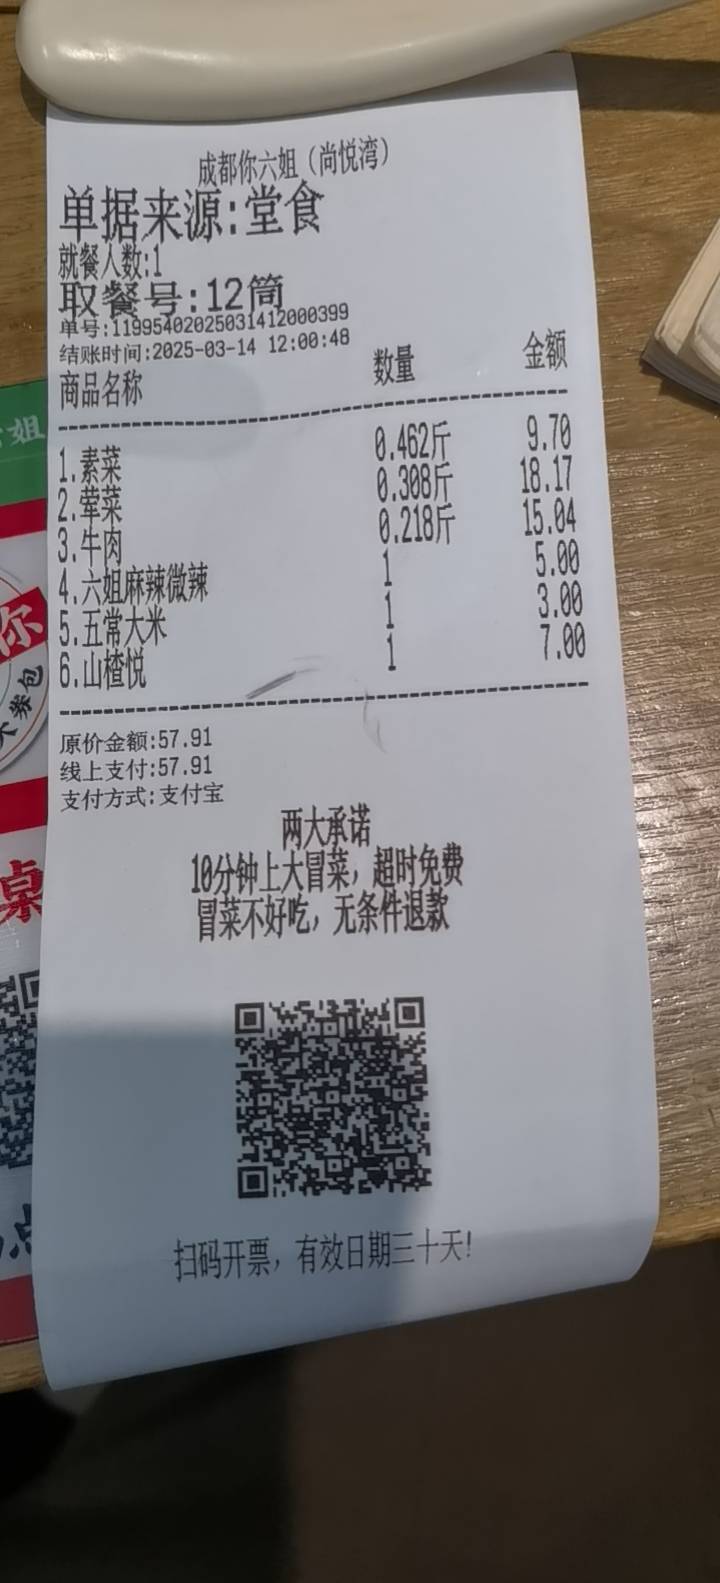 成都你六姐（尚悦湾）
单据来源:堂食
就餐人数:1
取餐号:12筒
单号:11995402025031412000399
结账时间:2025-03-14 12:00:48
商品名称 数量 金额
1.素菜 0.462斤 9.70
2.荤菜 0.308斤 18.17
3.牛肉 0.218斤 15.04
4.六姐麻辣微辣 1 5.00
5.五常大米 1 3.00
6.山楂悦 1 7.00
原价金额:57.91
线上支付:57.91
支付方式:支付宝
两大承诺
10分钟上大冒菜，超时免费
冒菜不好吃，无条件退款
扫码开票，有效日期三十天!
姐
你
大券包
桌
点